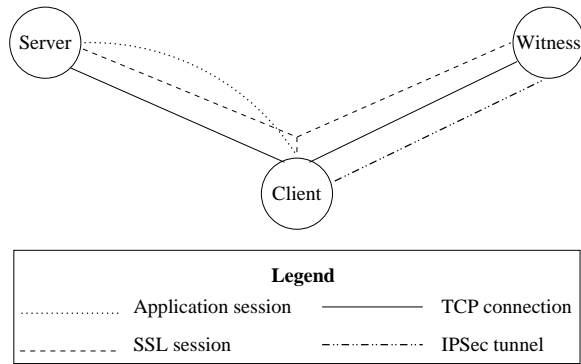 Server
Witness
Client
Legend
Application session
TCP connection
SSL session
IPSec tunnel